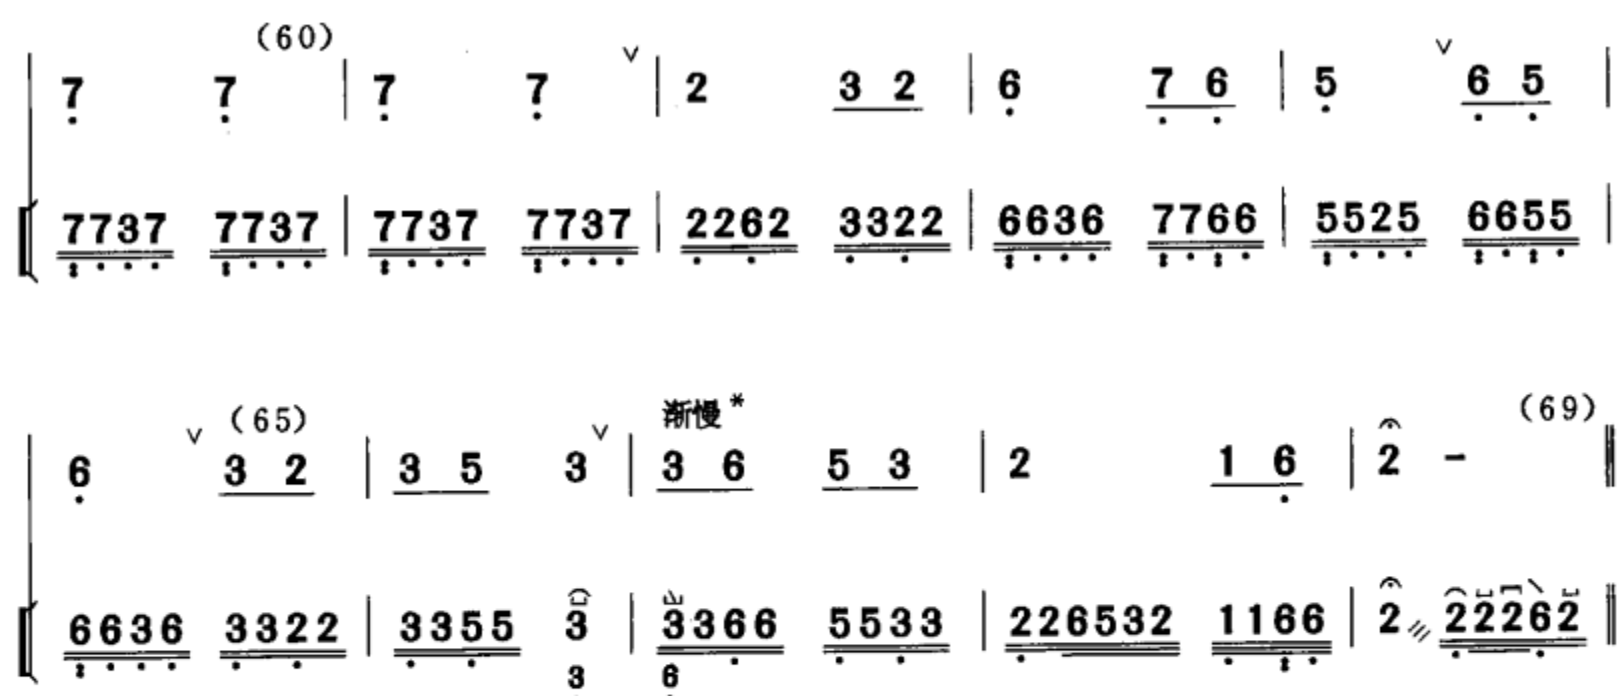 (60)
7 7 | 7 7 ∨ | 2 3 2 | 6 7 6 | 5 ∨ 6 5 |
7737 7737 | 7737 7737 | 2262 3322 | 6636 7766 | 5525 6655 |
(65) 渐慢* (69)
6 ∨ 3 2 | 3 5 3 ∨ | 3 6 5 3 | 2 1 6 | 2 - ‖
6636 3322 | 3355 3 | 3366 5533 | 226532 1166 | 2 22262 ‖
3 6